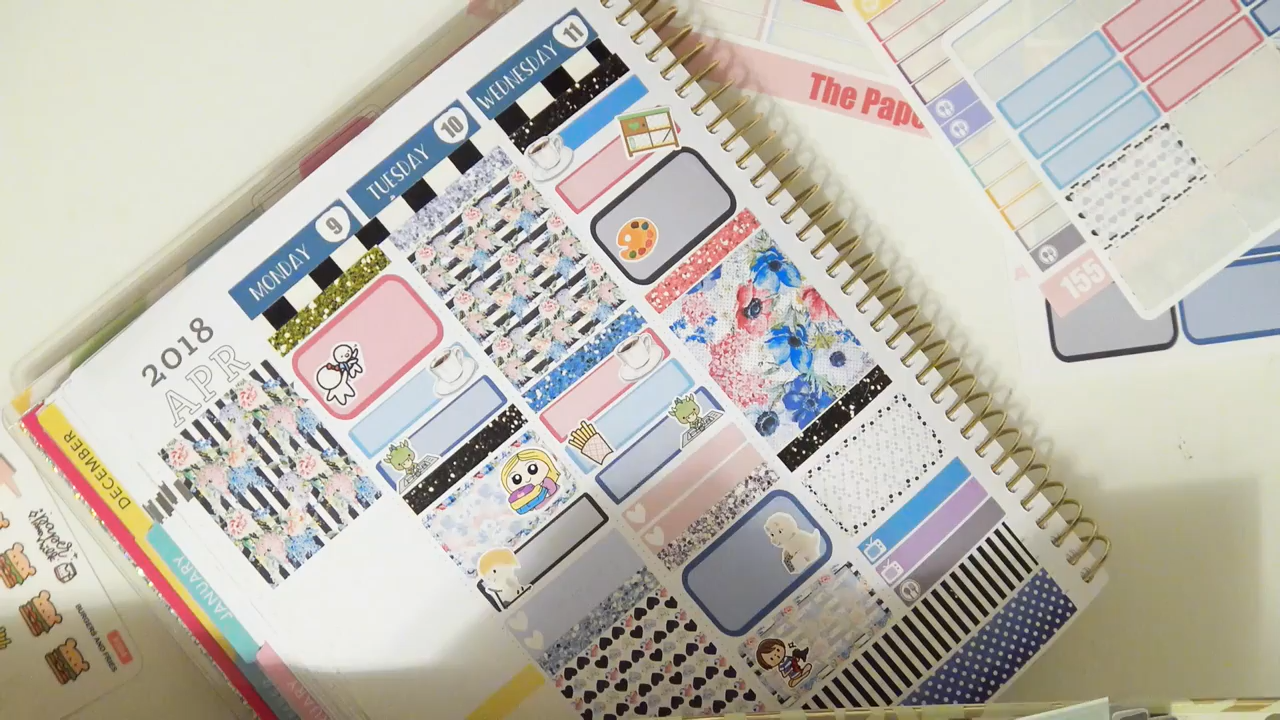 2018
APR
MONDAY 9
TUESDAY 10
WEDNESDAY 11
DECEMBER
JANUARY
The Pape
155